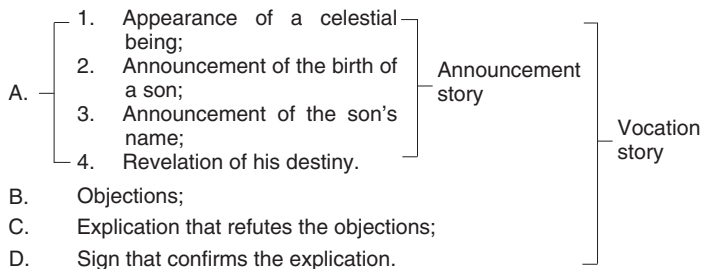 1. Appearance of a celestial
being;
2. Announcement of the birth of
a son;
A.
3. Announcement of the son's
name;
4. Revelation of his destiny.
Announcement
story
B. Objections;
C. Explication that refutes the objections;
D. Sign that confirms the explication.
Vocation
story